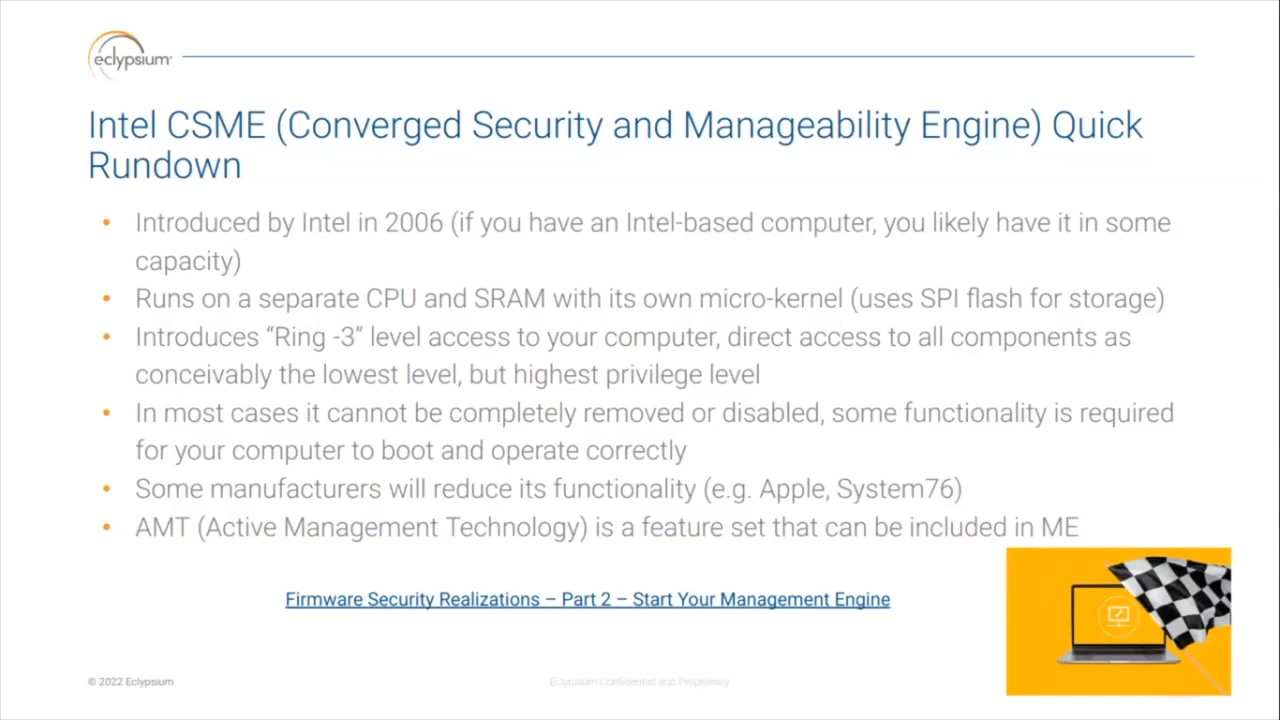 eclypsium
Intel CSME (Converged Security and Manageability Engine) Quick
Rundown
• Introduced by Intel in 2006 (if you have an Intel-based computer, you likely have it in some
capacity)
• Runs on a separate CPU and SRAM with its own micro-kernel (uses SPI flash for storage)
• Introduces “Ring -3” level access to your computer, direct access to all components as
conceivably the lowest level, but highest privilege level
• In most cases it cannot be completely removed or disabled, some functionality is required
for your computer to boot and operate correctly
• Some manufacturers will reduce its functionality (e.g. Apple, System76)
• AMT (Active Management Technology) is a feature set that can be included in ME
Firmware Security Realizations – Part 2 – Start Your Management Engine
© 2022 Eclypsium
Eclypsium Confidential and Proprietary